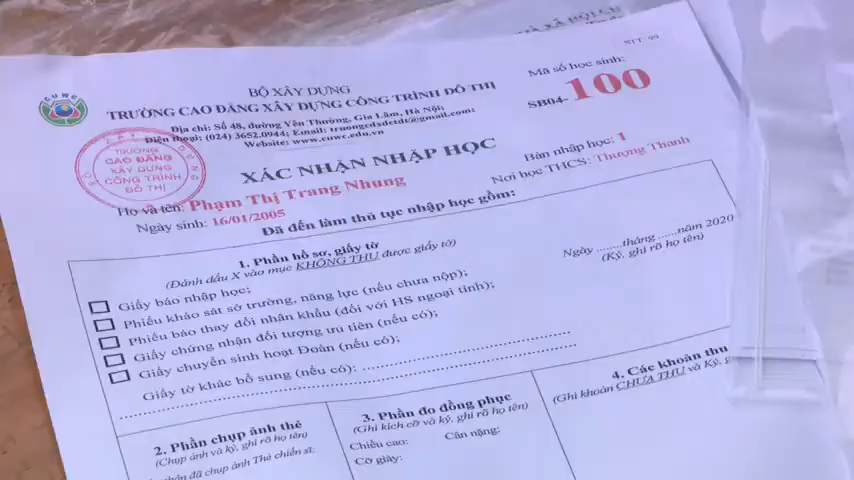 STT: 99
BỘ XÂY DỰNG
TRƯỜNG CAO ĐẲNG XÂY DỰNG CÔNG TRÌNH ĐÔ THỊ
Địa chỉ: Số 48, đường Yên Thường, Gia Lâm, Hà Nội;
Điện thoại: (024) 3652.0944; Email:
Website: www.cuwc.edu.vn
Mã số học sinh:
SB04-100
CUWC
TRƯỜNG
CAO ĐẲNG
XÂY DỰNG
CÔNG TRÌNH
ĐÔ THỊ
XÁC NHẬN NHẬP HỌC
Bàn nhập học: 1
Họ và tên: Phạm Thị Trang Nhung
Nơi học THCS: Thượng Thanh
Ngày sinh: 16/01/2005
Đã đến làm thủ tục nhập học gồm:
1. Phần hồ sơ, giấy tờ
(Đánh dấu X vào mục KHÔNG THU được giấy tờ)
Ngày ........tháng ......năm 2020
(Ký, ghi rõ họ tên)
Giấy báo nhập học;
Phiếu khảo sát sở trường, năng lực (nếu chưa nộp);
Phiếu báo thay đổi nhân khẩu (đối với HS ngoại tỉnh);
Giấy chứng nhận đối tượng ưu tiên (nếu có);
Giấy chuyển sinh hoạt Đoàn (nếu có);
Giấy tờ khác bổ sung (nếu có):
2. Phần chụp ảnh thẻ
(Chụp ảnh và ký, ghi rõ họ tên)
đã chụp ảnh Thẻ
3. Phần đo đồng phục
(Ghi kích cỡ và ký, ghi rõ họ tên)
Chiều cao: Cân nặng:
Cỡ giày:
4. Các khoản thu
(Ghi khoản CHƯA THU và Ký,